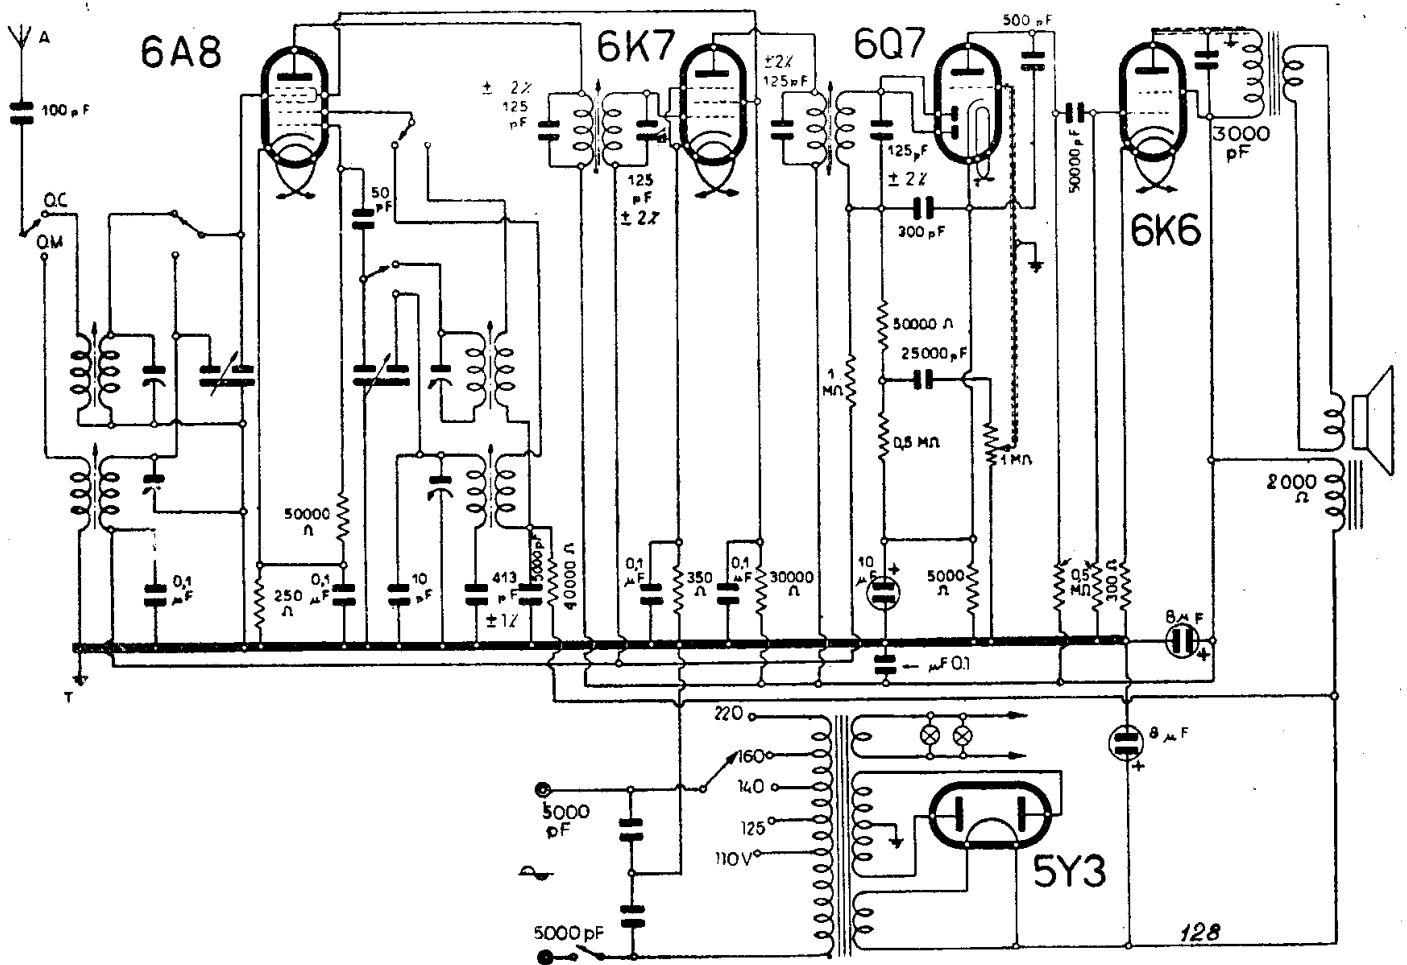 6A8
6K7
6Q7
6K6
A
100 pF
O.C
O.M
50 pF
± 2%
125 pF
125 pF
± 2%
± 2%
125 pF
125 pF
± 2%
300 pF
500 pF
50000 pF
3000 pF
50000 Ω
25000 pF
1 MΩ
0,5 MΩ
1 MΩ
2000 Ω
0,1 µF
250 Ω
50000 Ω
0,1 µF
10 pF
413 pF
± 1%
5000 pF
40000 Ω
0,1 µF
350 Ω
0,1 µF
30000 Ω
10 µF
+
5000 Ω
0,5 MΩ
300 Ω
8 µF
+
T
← µF 0.1
220
160
140
125
110V
8 µF
+
5000 pF
5000 pF
5Y3
128